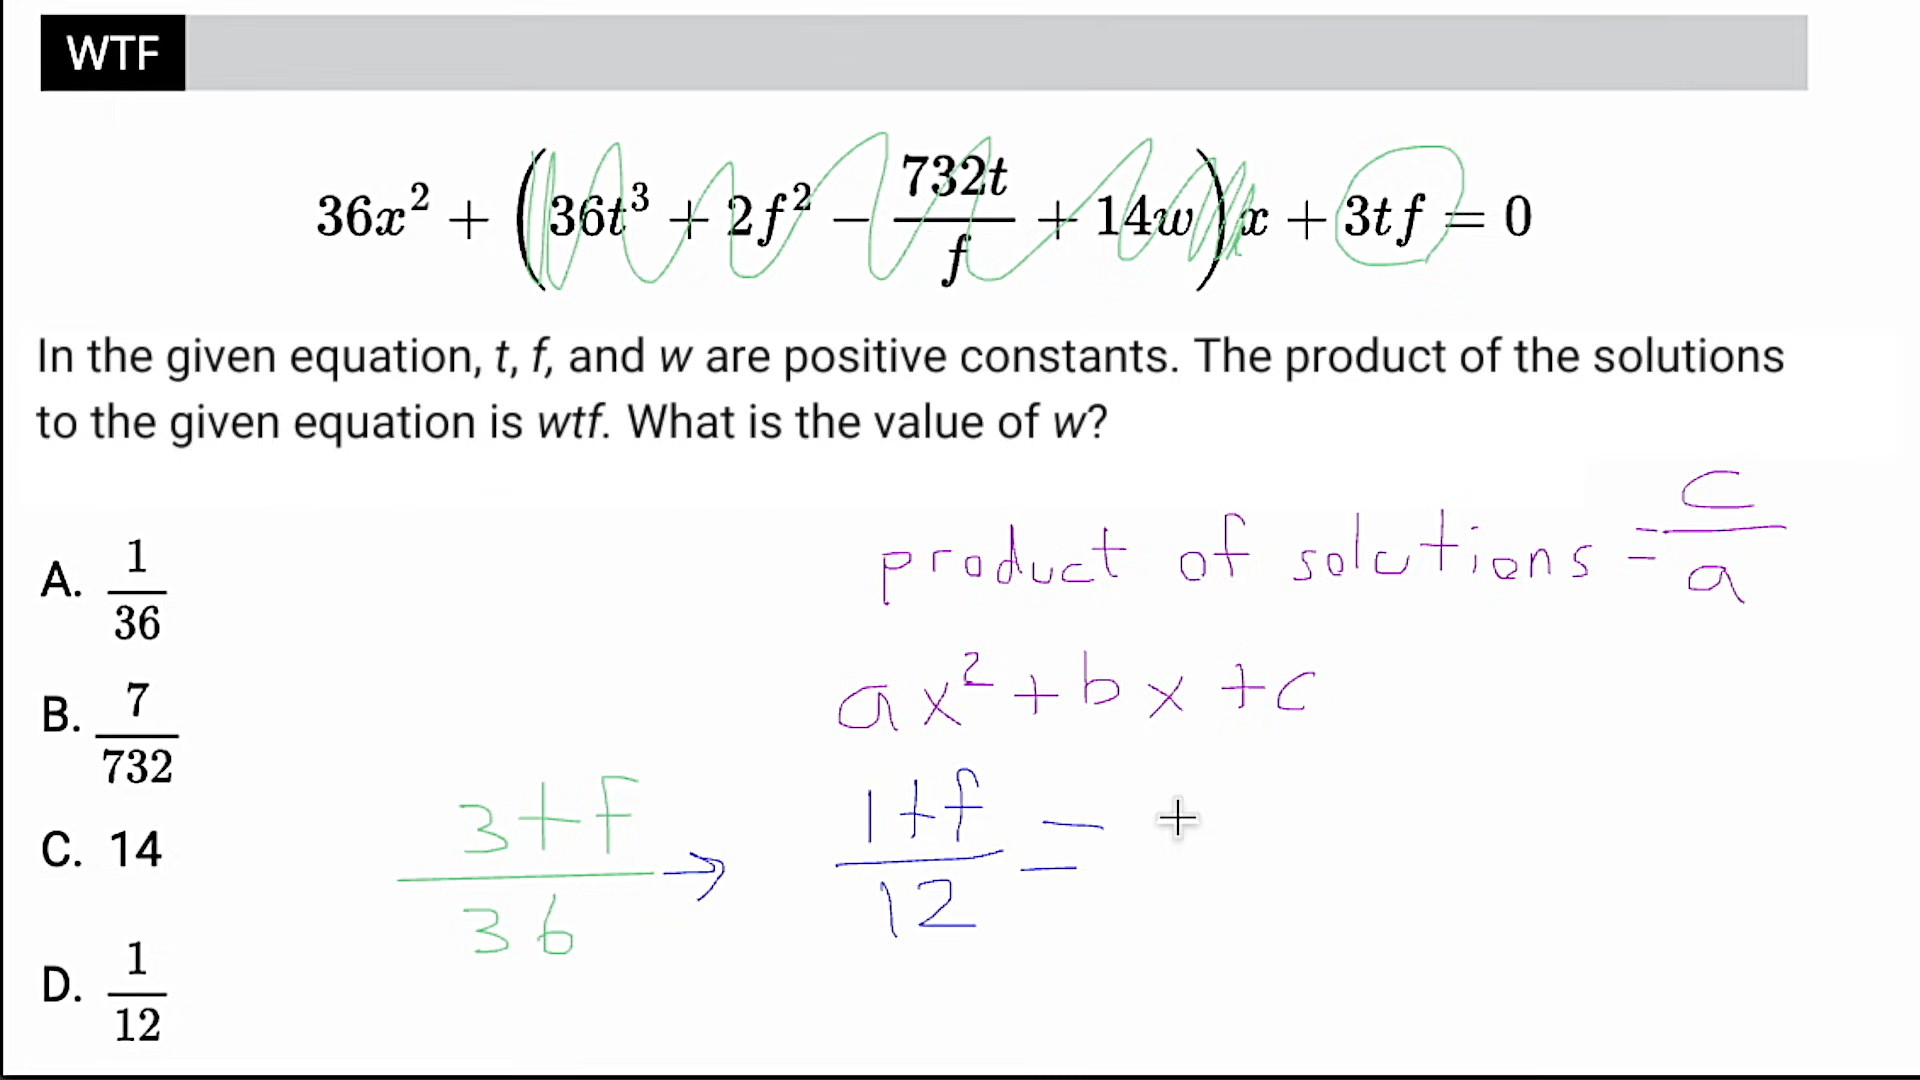 WTF
36x² + (36t³ + 2f² − 732t/f + 14w)x + 3tf = 0
In the given equation, t, f, and w are positive constants. The product of the solutions
to the given equation is wtf. What is the value of w?
product of solutions = c/a
A. 1/36
ax² + bx + c
B. 7/732
3tf/36 → 1tf/12 =
C. 14
D. 1/12